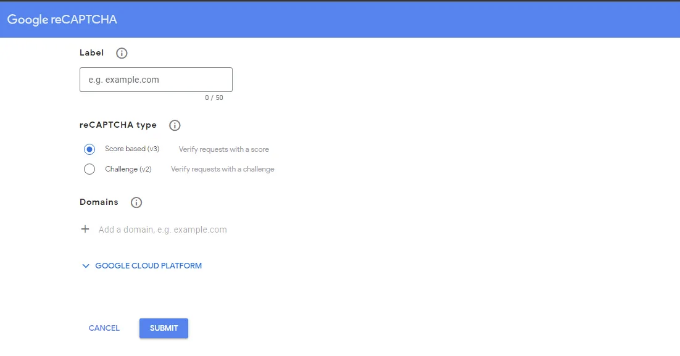 Google reCAPTCHA
Label
e.g. example.com
0 / 50
reCAPTCHA type
Score based (v3) Verify requests with a score
Challenge (v2) Verify requests with a challenge
Domains
Add a domain, e.g. example.com
GOOGLE CLOUD PLATFORM
CANCEL SUBMIT